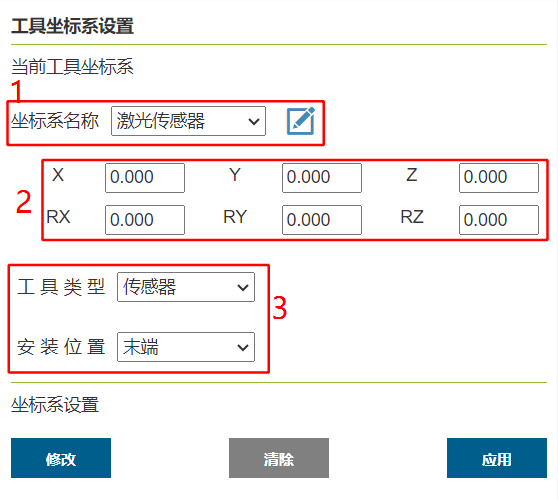 工具坐标系设置
当前工具坐标系
1
坐标系名称 激光传感器
2
X 0.000 Y 0.000 Z 0.000
RX 0.000 RY 0.000 RZ 0.000
3
工具类型 传感器
安装位置 末端
坐标系设置
修改 清除 应用